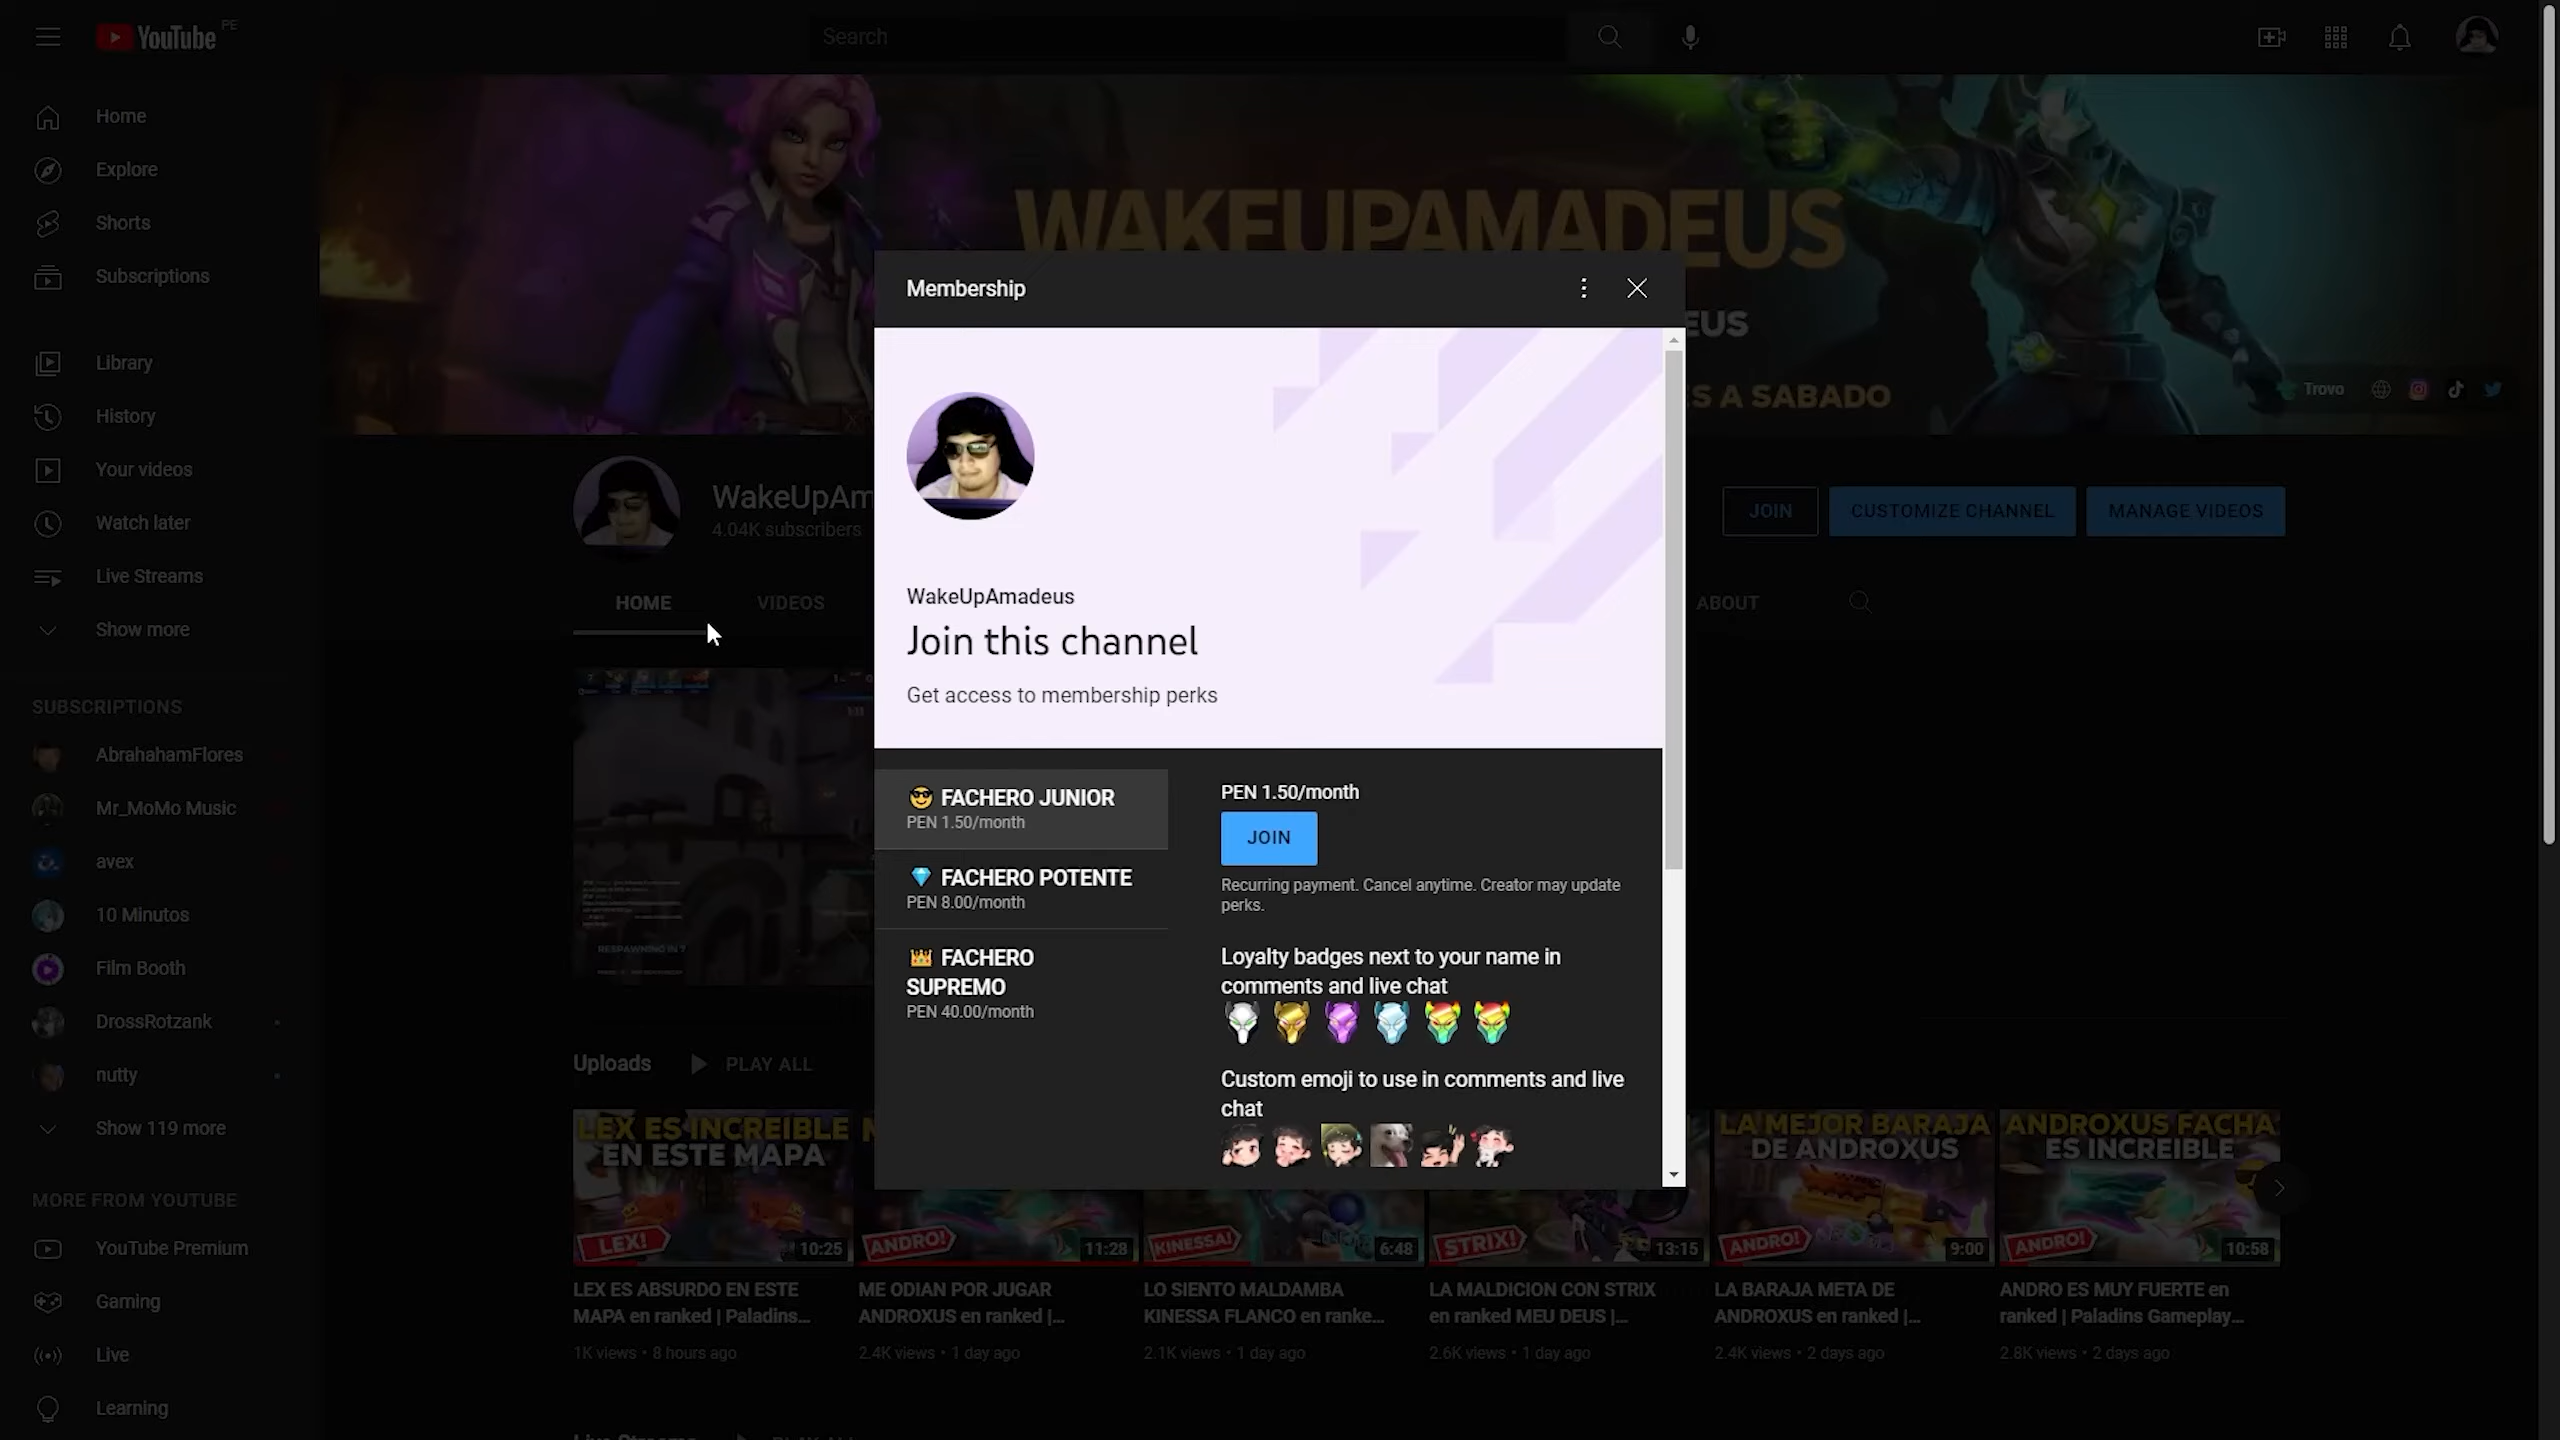 YouTube PE
Search
Home
Explore
Shorts
Subscriptions
Library
History
Your videos
Watch later
Live Streams
Show more
SUBSCRIPTIONS
AbrahahamFlores
Mr_MoMo Music
avex
10 Minutos
Film Booth
DrossRotzank
nutty
Show 119 more
MORE FROM YOUTUBE
YouTube Premium
Gaming
Live
Learning
WAKEUPAMADEUS
EUS
S A SABADO
Trovo
WakeUpAm
4.04K subscribers
JOIN
CUSTOMIZE CHANNEL
MANAGE VIDEOS
HOME
VIDEOS
ABOUT
Membership
WakeUpAmadeus
Join this channel
Get access to membership perks
😎 FACHERO JUNIOR
PEN 1.50/month
💎 FACHERO POTENTE
PEN 8.00/month
👑 FACHERO
SUPREMO
PEN 40.00/month
PEN 1.50/month
JOIN
Recurring payment. Cancel anytime. Creator may update
perks.
Loyalty badges next to your name in
comments and live chat
Custom emoji to use in comments and live
chat
RESPAWNING IN 7
Uploads
PLAY ALL
LEX ES INCREIBLE
EN ESTE MAPA
LEX!
10:25
ANDRO!
11:28
KINESSA!
6:48
STRIX!
13:15
LA MEJOR BARAJA
DE ANDROXUS
ANDRO!
9:00
ANDROXUS FACHA
ES INCREIBLE
ANDRO!
10:58
LEX ES ABSURDO EN ESTE
MAPA en ranked | Paladins...
1K views • 8 hours ago
ME ODIAN POR JUGAR
ANDROXUS en ranked |...
2.4K views • 1 day ago
LO SIENTO MALDAMBA
KINESSA FLANCO en ranke...
2.1K views • 1 day ago
LA MALDICION CON STRIX
en ranked MEU DEUS |...
2.6K views • 1 day ago
LA BARAJA META DE
ANDROXUS en ranked |...
2.4K views • 2 days ago
ANDRO ES MUY FUERTE en
ranked | Paladins Gameplay...
2.8K views • 2 days ago